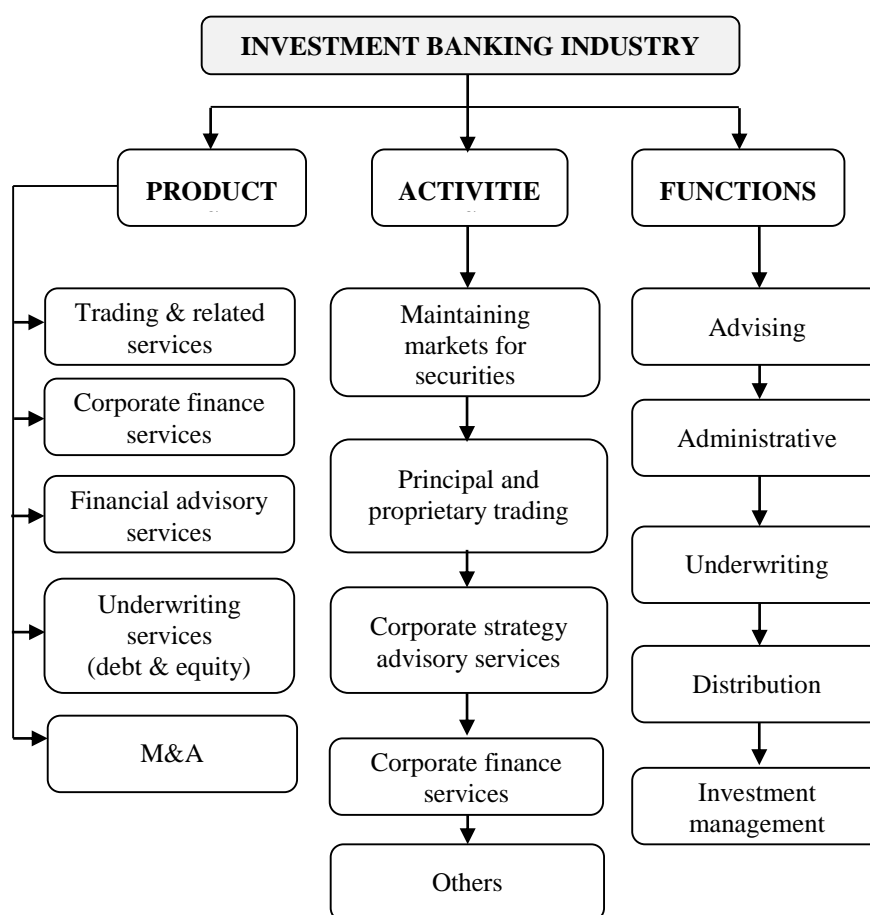 INVESTMENT BANKING INDUSTRY
PRODUCT
ACTIVITIE
FUNCTIONS
Trading & related
services
Corporate finance
services
Financial advisory
services
Underwriting
services
(debt & equity)
M&A
Maintaining
markets for
securities
Principal and
proprietary trading
Corporate strategy
advisory services
Corporate finance
services
Others
Advising
Administrative
Underwriting
Distribution
Investment
management